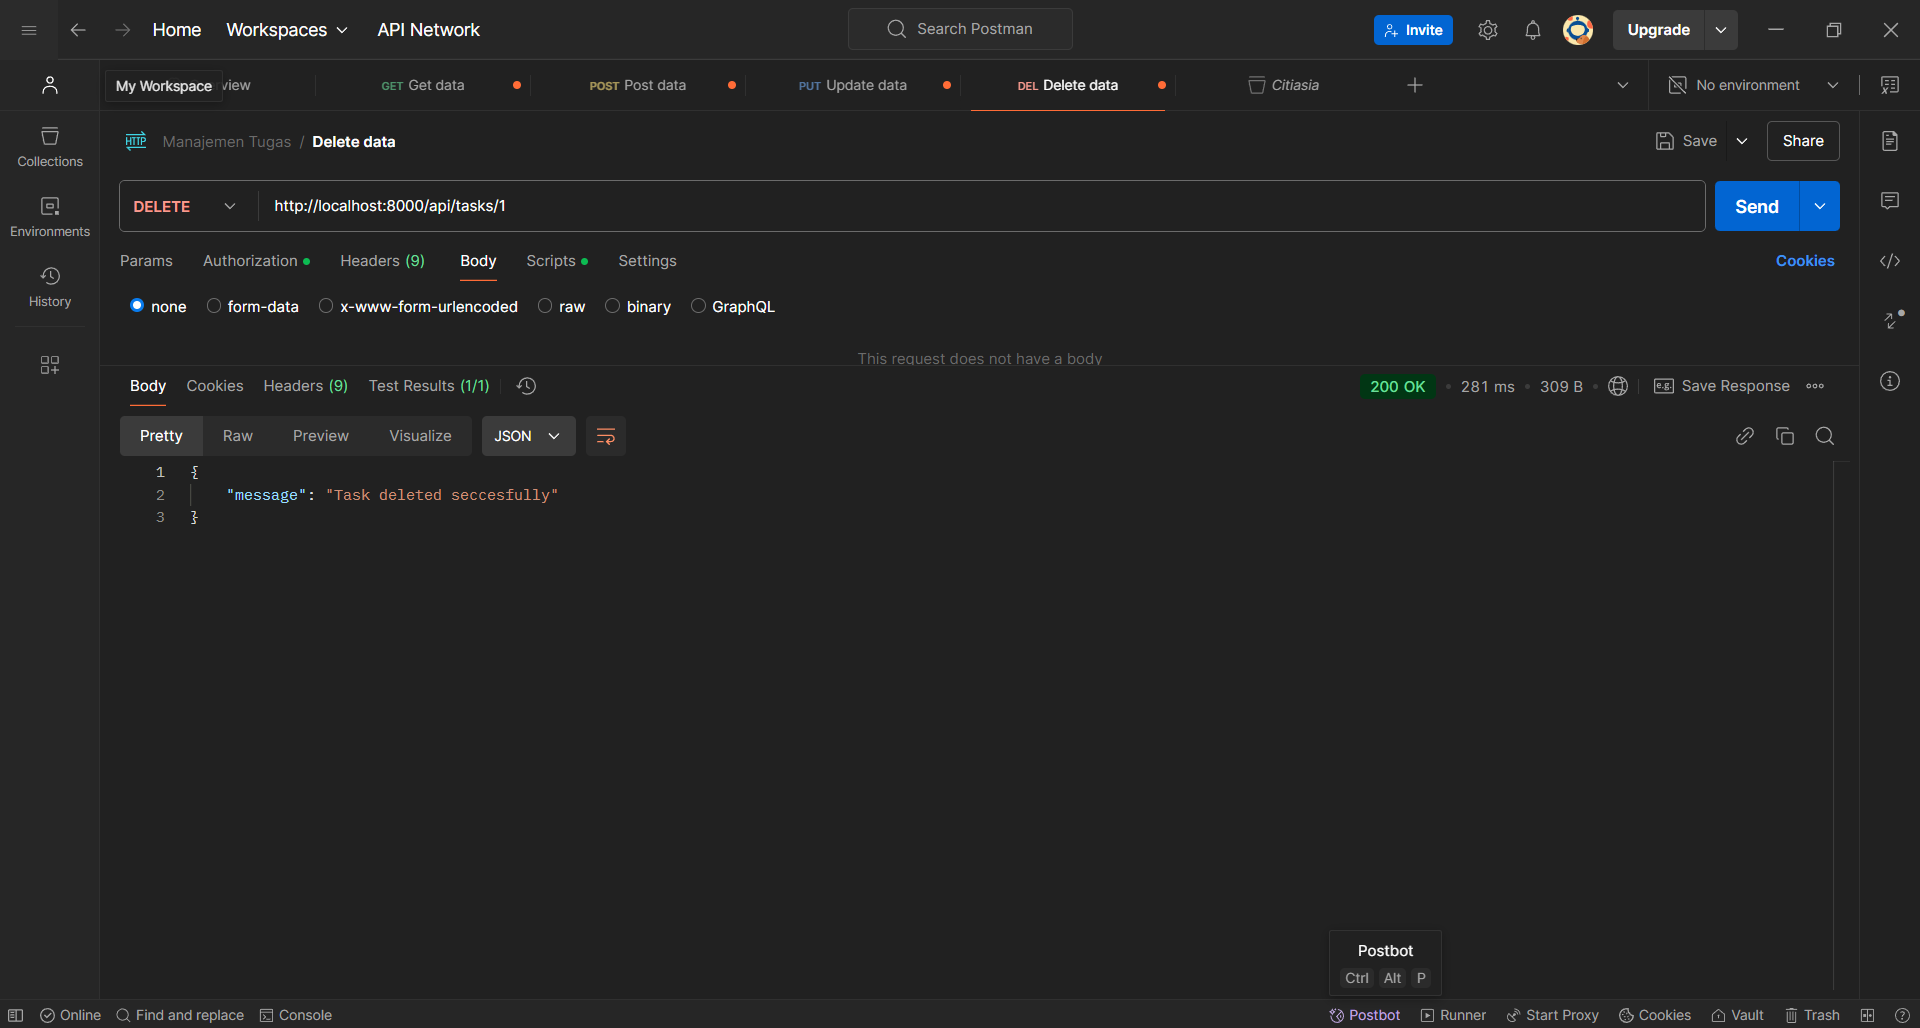 Home Workspaces API Network Search Postman Invite Upgrade
My Workspace view GET Get data POST Post data PUT Update data DEL Delete data Citiasia No environment
HTTP Manajemen Tugas / Delete data Save Share
Collections
DELETE http://localhost:8000/api/tasks/1 Send
Environments
Params Authorization Headers (9) Body Scripts Settings Cookies
History
none form-data x-www-form-urlencoded raw binary GraphQL
This request does not have a body
Body Cookies Headers (9) Test Results (1/1) 200 OK 281 ms 309 B e.g. Save Response
Pretty Raw Preview Visualize JSON
1 {
2 "message": "Task deleted seccesfully"
3 }
Postbot
Ctrl Alt P
Online Find and replace Console Postbot Runner Start Proxy Cookies Vault Trash